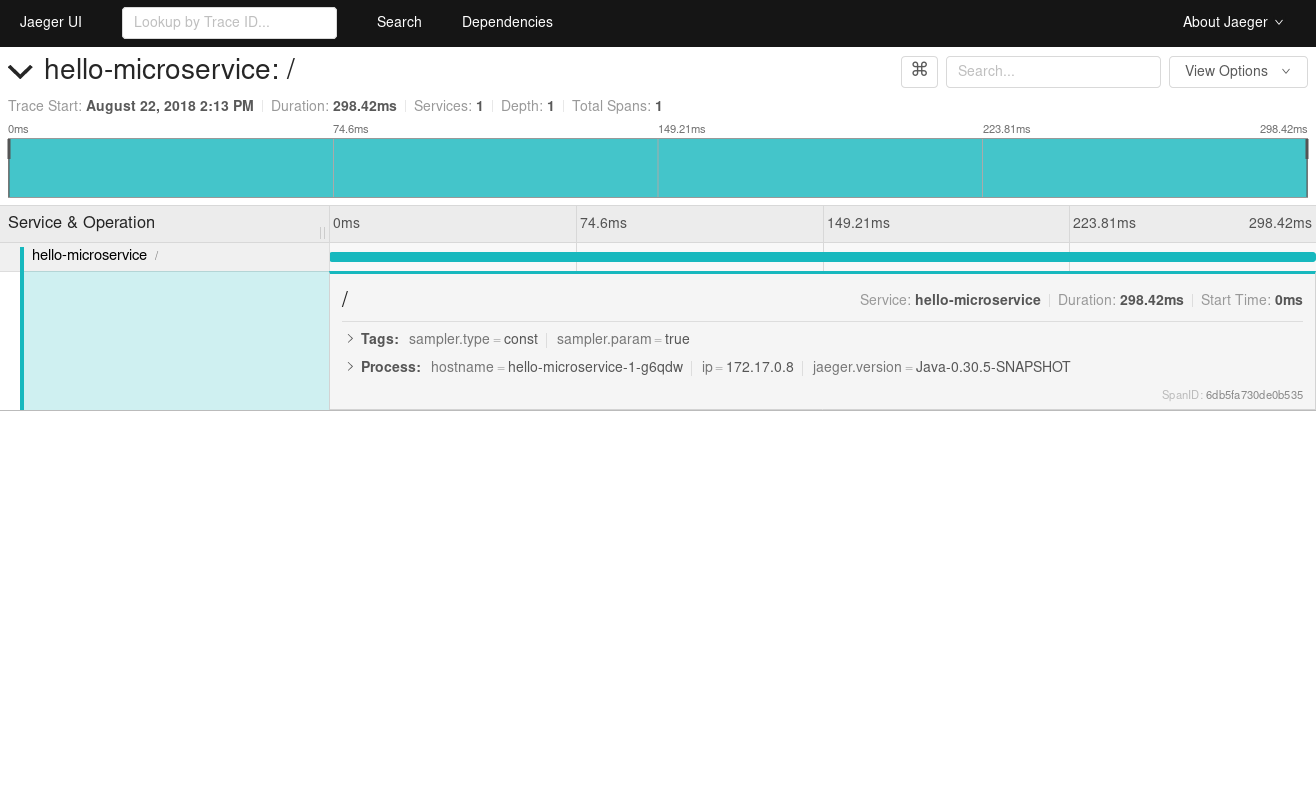 Jaeger UI Lookup by Trace ID... Search Dependencies About Jaeger
hello-microservice: / ⌘ Search... View Options
Trace Start: August 22, 2018 2:13 PM Duration: 298.42ms Services: 1 Depth: 1 Total Spans: 1
0ms 74.6ms 149.21ms 223.81ms 298.42ms
Service & Operation 0ms 74.6ms 149.21ms 223.81ms 298.42ms
hello-microservice /
/ Service: hello-microservice Duration: 298.42ms Start Time: 0ms
Tags: sampler.type = const sampler.param = true
Process: hostname = hello-microservice-1-g6qdw ip = 172.17.0.8 jaeger.version = Java-0.30.5-SNAPSHOT
SpanID: 6db5fa730de0b535